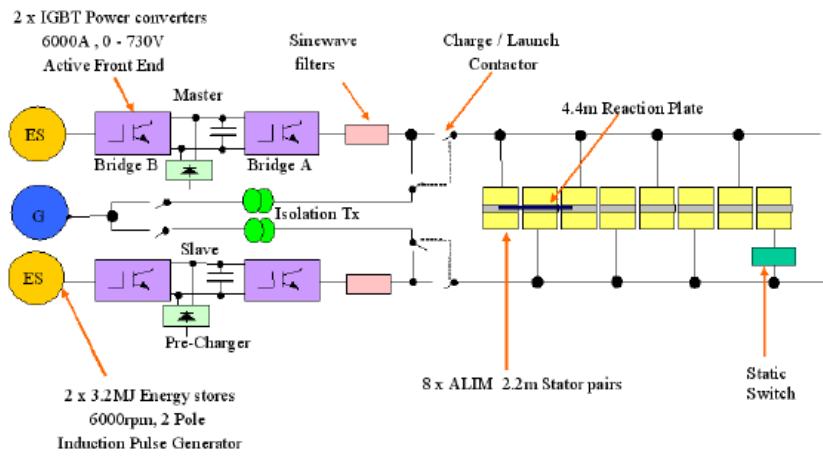 2 x IGBT Power converters
6000A , 0 - 730V
Active Front End
Sinewave
filters
Charge / Launch
Contactor
4.4m Reaction Plate
Master
ES
Bridge B
Bridge A
G
Isolation Tx
Slave
ES
Pre-Charger
2 x 3.2MJ Energy stores
6000rpm, 2 Pole
Induction Pulse Generator
8 x ALIM 2.2m Stator pairs
Static
Switch